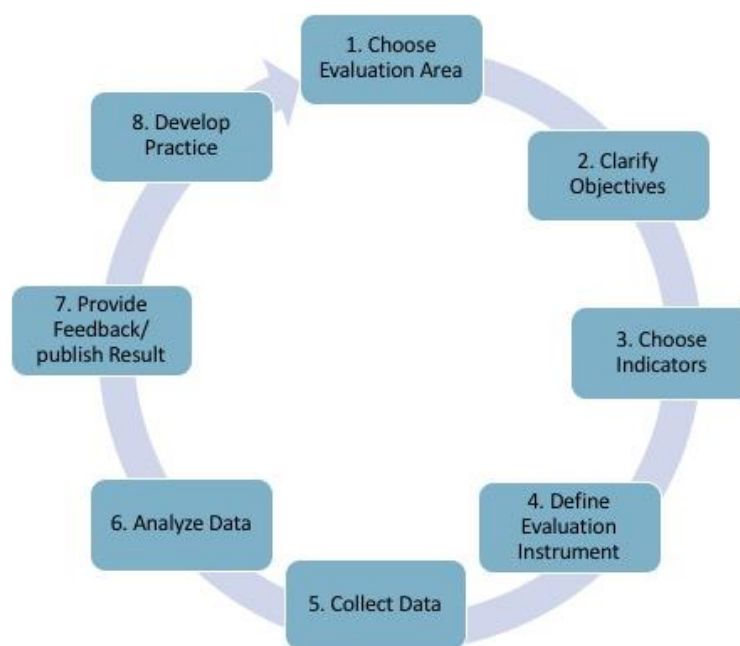 1. Choose
Evaluation Area
2. Clarify
Objectives
3. Choose
Indicators
4. Define
Evaluation
Instrument
5. Collect Data
6. Analyze Data
7. Provide
Feedback/
publish Result
8. Develop
Practice